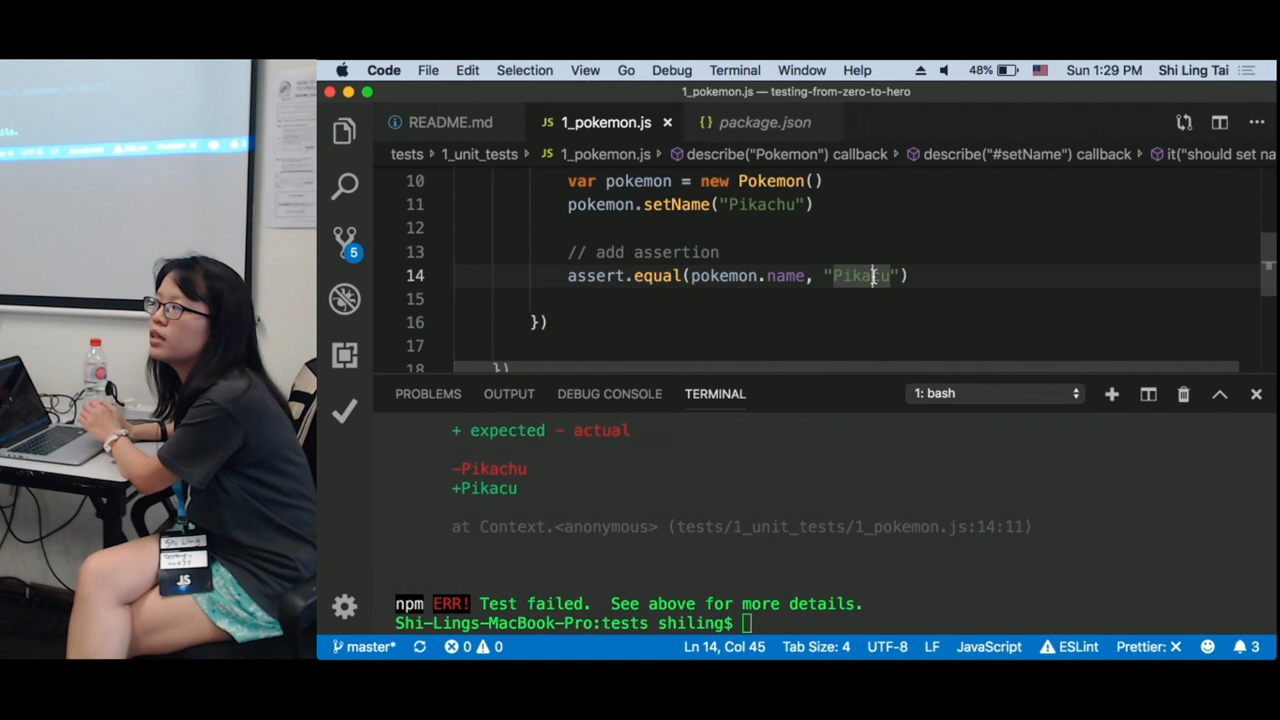 Code File Edit Selection View Go Debug Terminal Window Help 48% Sun 1:29 PM Shi Ling Tai
1_pokemon.js — testing-from-zero-to-hero
README.md JS 1_pokemon.js × {} package.json
tests 1_unit_tests JS 1_pokemon.js describe("Pokemon") callback describe("#setName") callback it("should set na
10 var pokemon = new Pokemon()
11 pokemon.setName("Pikachu")
12
13 // add assertion
14 assert.equal(pokemon.name, "Pikacu")
15
16 })
17
18 })
5
PROBLEMS OUTPUT DEBUG CONSOLE TERMINAL 1: bash
+ expected - actual
-Pikachu
+Pikacu
at Context.<anonymous> (tests/1_unit_tests/1_pokemon.js:14:11)
npm ERR! Test failed. See above for more details.
Shi-Lings-MacBook-Pro:tests shiling$
master* 0 0 Ln 14, Col 45 Tab Size: 4 UTF-8 LF JavaScript ESLint Prettier: × 3
Shi Ling
JS